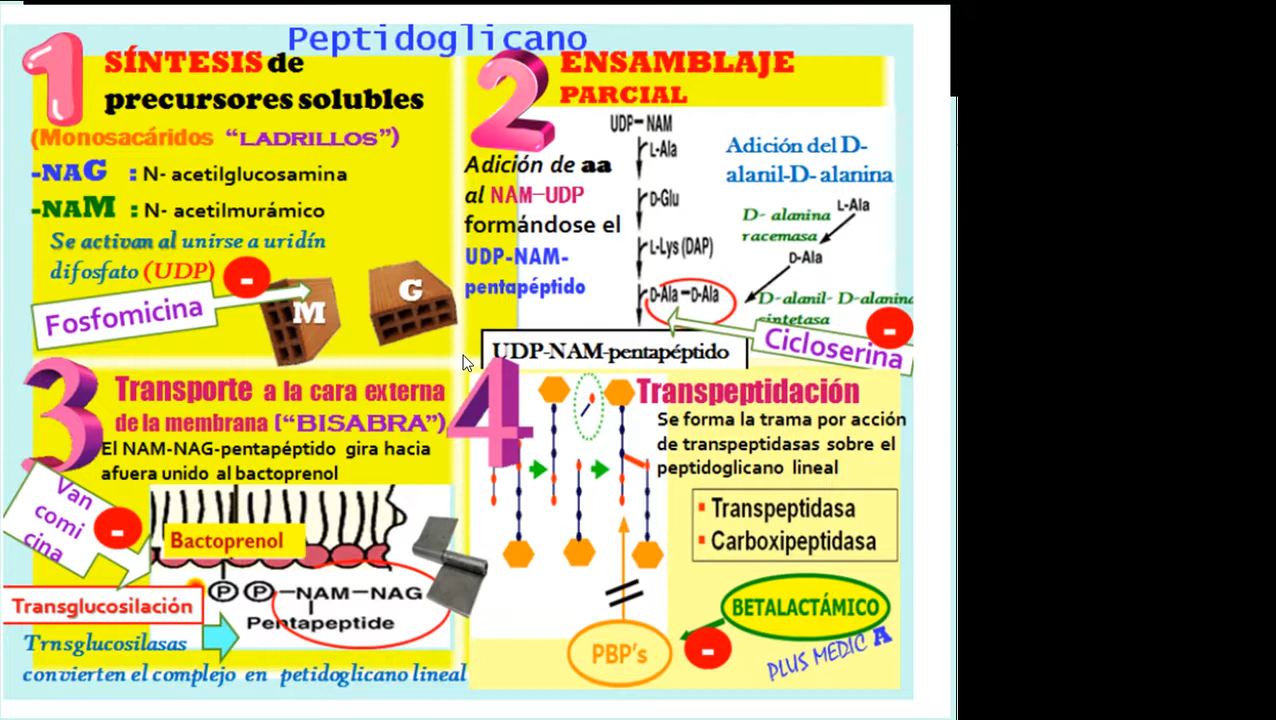 Peptidoglicano
1
SÍNTESIS de
precursores solubles
(Monosacáridos "LADRILLOS")
-NAG : N- acetilglucosamina
-NAM : N- acetilmurámico
Se activan al unirse a uridín
difosfato (UDP)
-
Fosfomicina
M
G
2
ENSAMBLAJE
PARCIAL
Adición de aa
al NAM-UDP
formándose el
UDP-NAM-
pentapéptido
UDP-NAM
L-Ala
D-Glu
L-Lys (DAP)
D-Ala-D-Ala
UDP-NAM-pentapéptido
Adición del D-
alanil-D- alanina
L-Ala
D- alanina
racemasa
D-Ala
D-alanil- D-alanina
sintetasa
-
Cicloserina
3
Transporte a la cara externa
de la membrana ("BISABRA")
El NAM-NAG-pentapéptido gira hacia
afuera unido al bactoprenol
Van
comi
cina
-
Bactoprenol
P P-NAM-NAG
Pentapeptide
Transglucosilación
Trnsglucosilasas
convierten el complejo en petidoglicano lineal
4
Transpeptidación
Se forma la trama por acción
de transpeptidasas sobre el
peptidoglicano lineal
Transpeptidasa
Carboxipeptidasa
BETALACTÁMICO
-
PBP's
PLUS MEDIC A